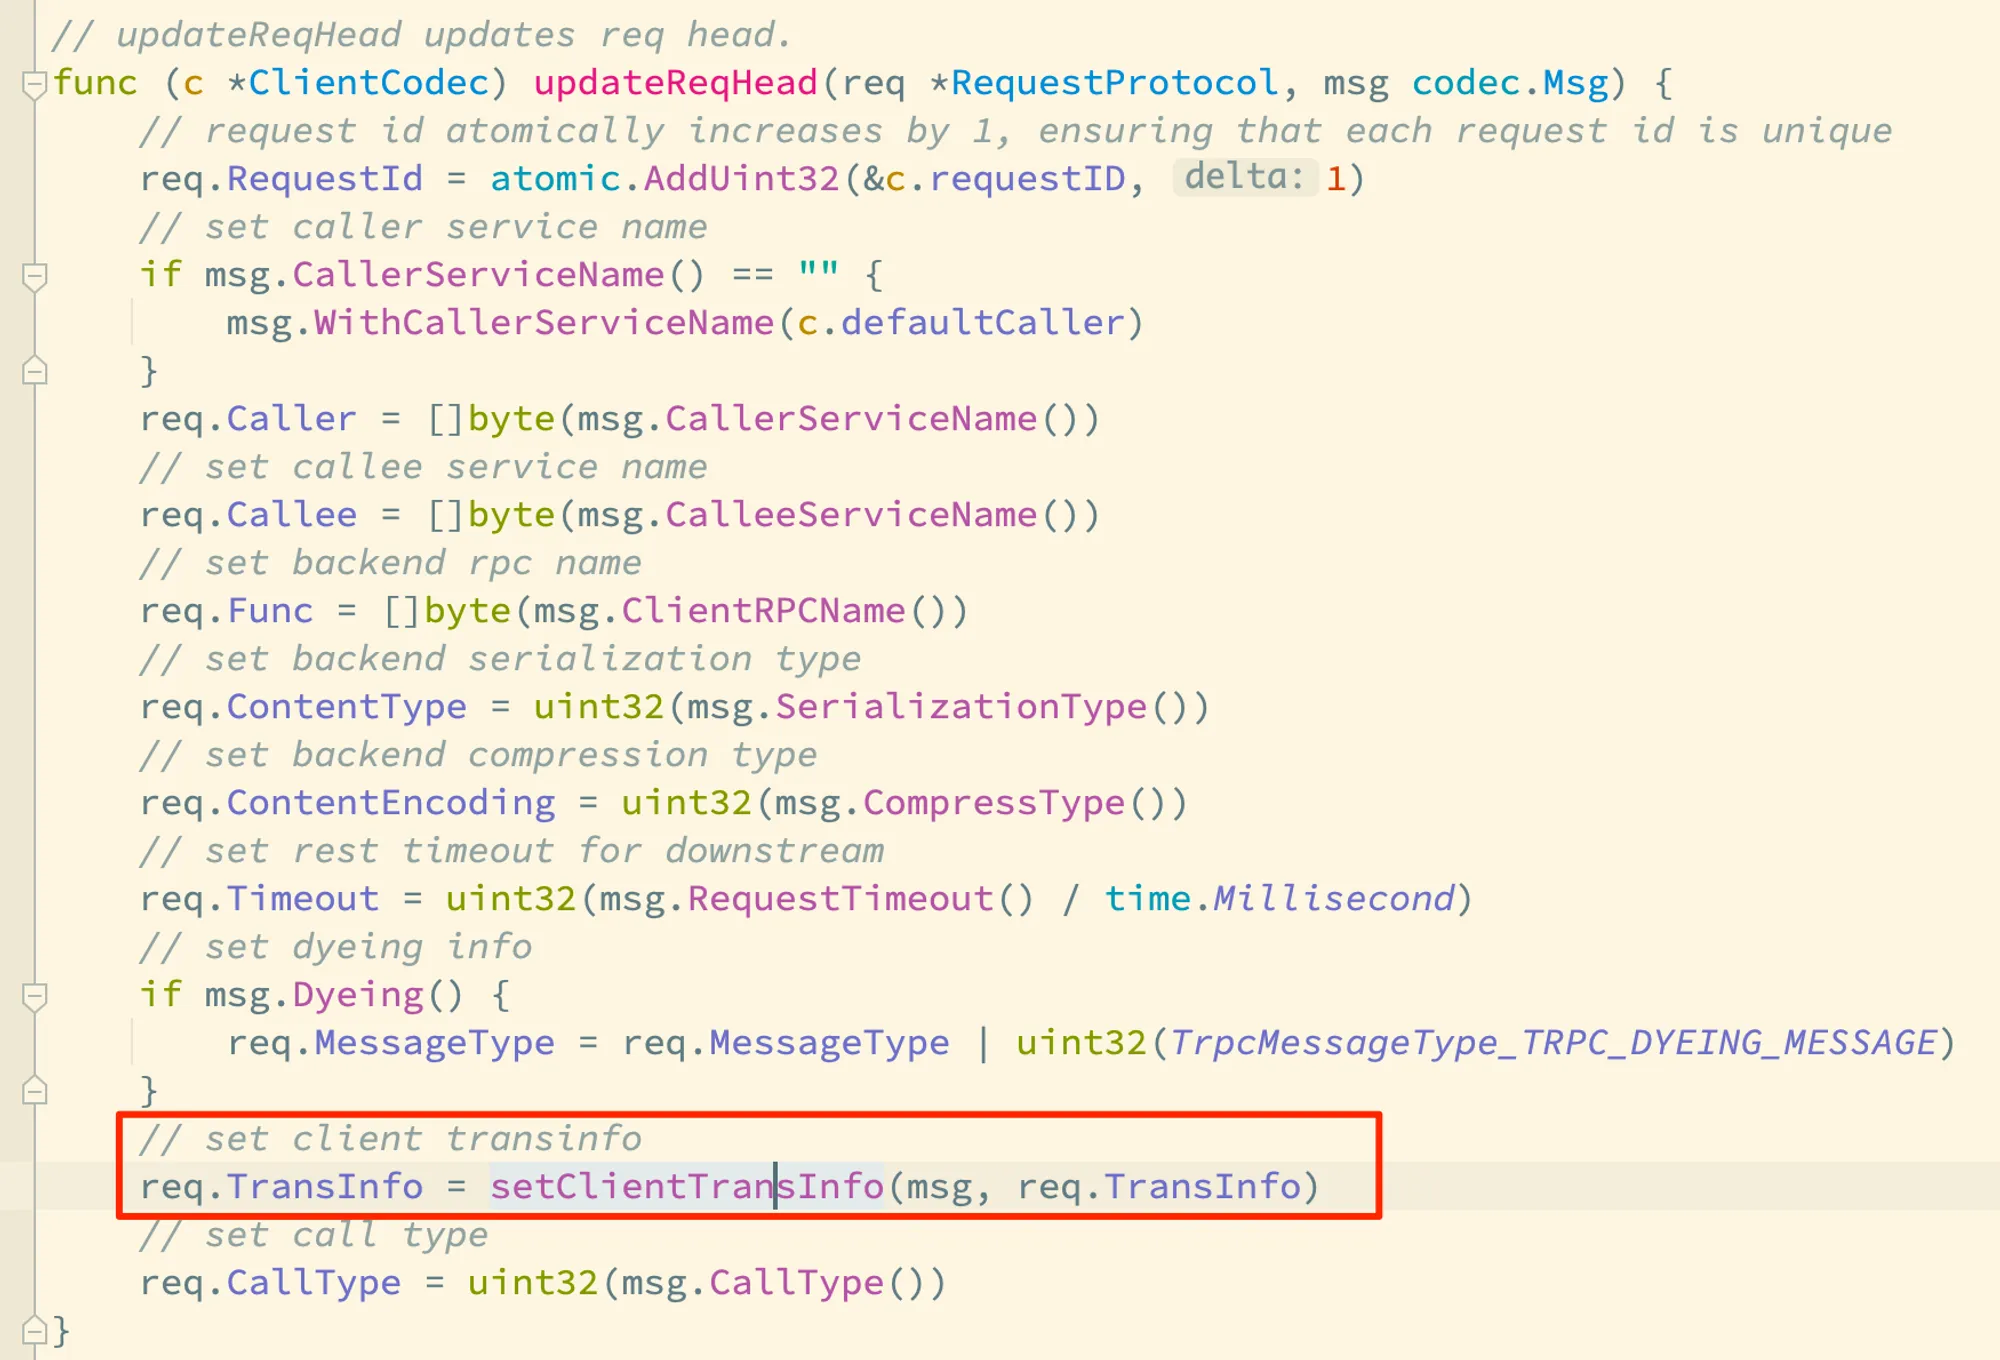 // updateReqHead updates req head.
func (c *ClientCodec) updateReqHead(req *RequestProtocol, msg codec.Msg) {
// request id atomically increases by 1, ensuring that each request id is unique
req.RequestId = atomic.AddUint32(&c.requestID, delta: 1)
// set caller service name
if msg.CallerServiceName() == "" {
msg.WithCallerServiceName(c.defaultCaller)
}
req.Caller = []byte(msg.CallerServiceName())
// set callee service name
req.Callee = []byte(msg.CalleeServiceName())
// set backend rpc name
req.Func = []byte(msg.ClientRPCName())
// set backend serialization type
req.ContentType = uint32(msg.SerializationType())
// set backend compression type
req.ContentEncoding = uint32(msg.CompressType())
// set rest timeout for downstream
req.Timeout = uint32(msg.RequestTimeout() / time.Millisecond)
// set dyeing info
if msg.Dyeing() {
req.MessageType = req.MessageType | uint32(TrpcMessageType_TRPC_DYEING_MESSAGE)
}
// set client transinfo
req.TransInfo = setClientTransInfo(msg, req.TransInfo)
// set call type
req.CallType = uint32(msg.CallType())
}